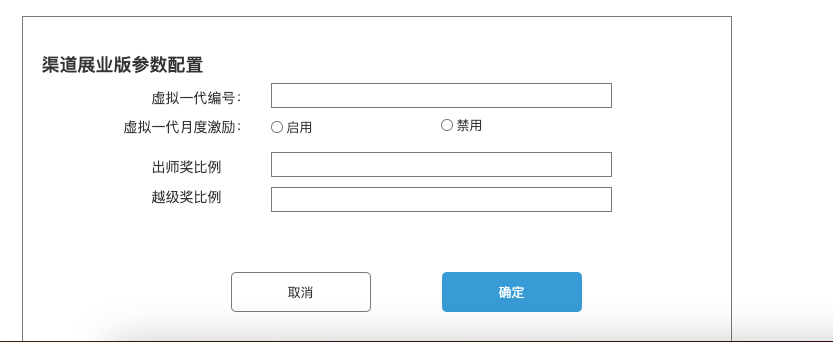 渠道展业版参数配置
虚拟一代编号：
虚拟一代月度激励： 启用 禁用
出师奖比例
越级奖比例
取消 确定